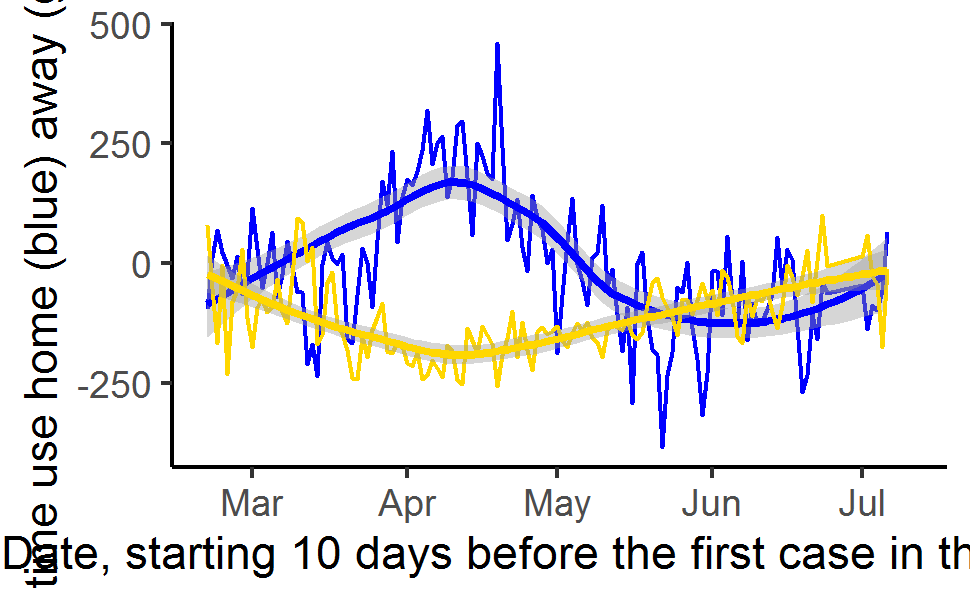 time use home (blue) away (
500
250
0
-250
Mar Apr May Jun Jul
Date, starting 10 days before the first case in th